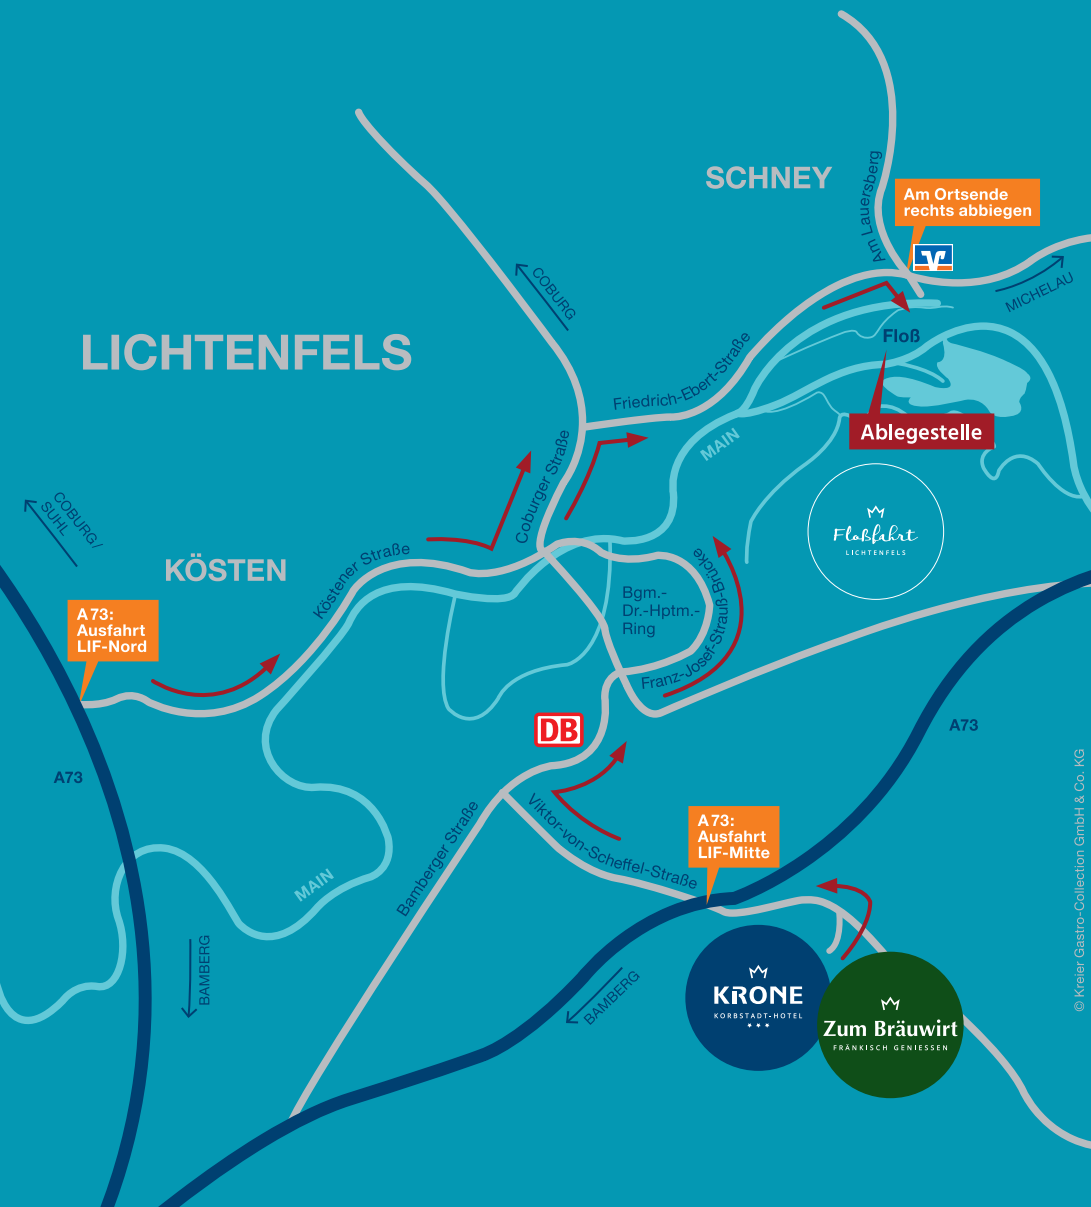 SCHNEY
Am Lauersberg
Am Ortsende
rechts abbiegen
MICHELAU
COBURG
LICHTENFELS
Floß
Friedrich-Ebert-Straße
Ablegestelle
MAIN
Coburger Straße
COBURG/
SUHL
Floßfahrt
LICHTENFELS
KÖSTEN
Köstener Straße
Bgm.-
Dr.-Hptm.-
Ring
Franz-Josef-Strauß-Brücke
A73:
Ausfahrt
LIF-Nord
DB
A73
A73
Viktor-von-Scheffel-Straße
A73:
Ausfahrt
LIF-Mitte
Bamberger Straße
MAIN
BAMBERG
BAMBERG
KRONE
KORBSTADT-HOTEL
Zum Bräuwirt
FRÄNKISCH GENIESSEN
© Kreier Gastro-Collection GmbH & Co. KG